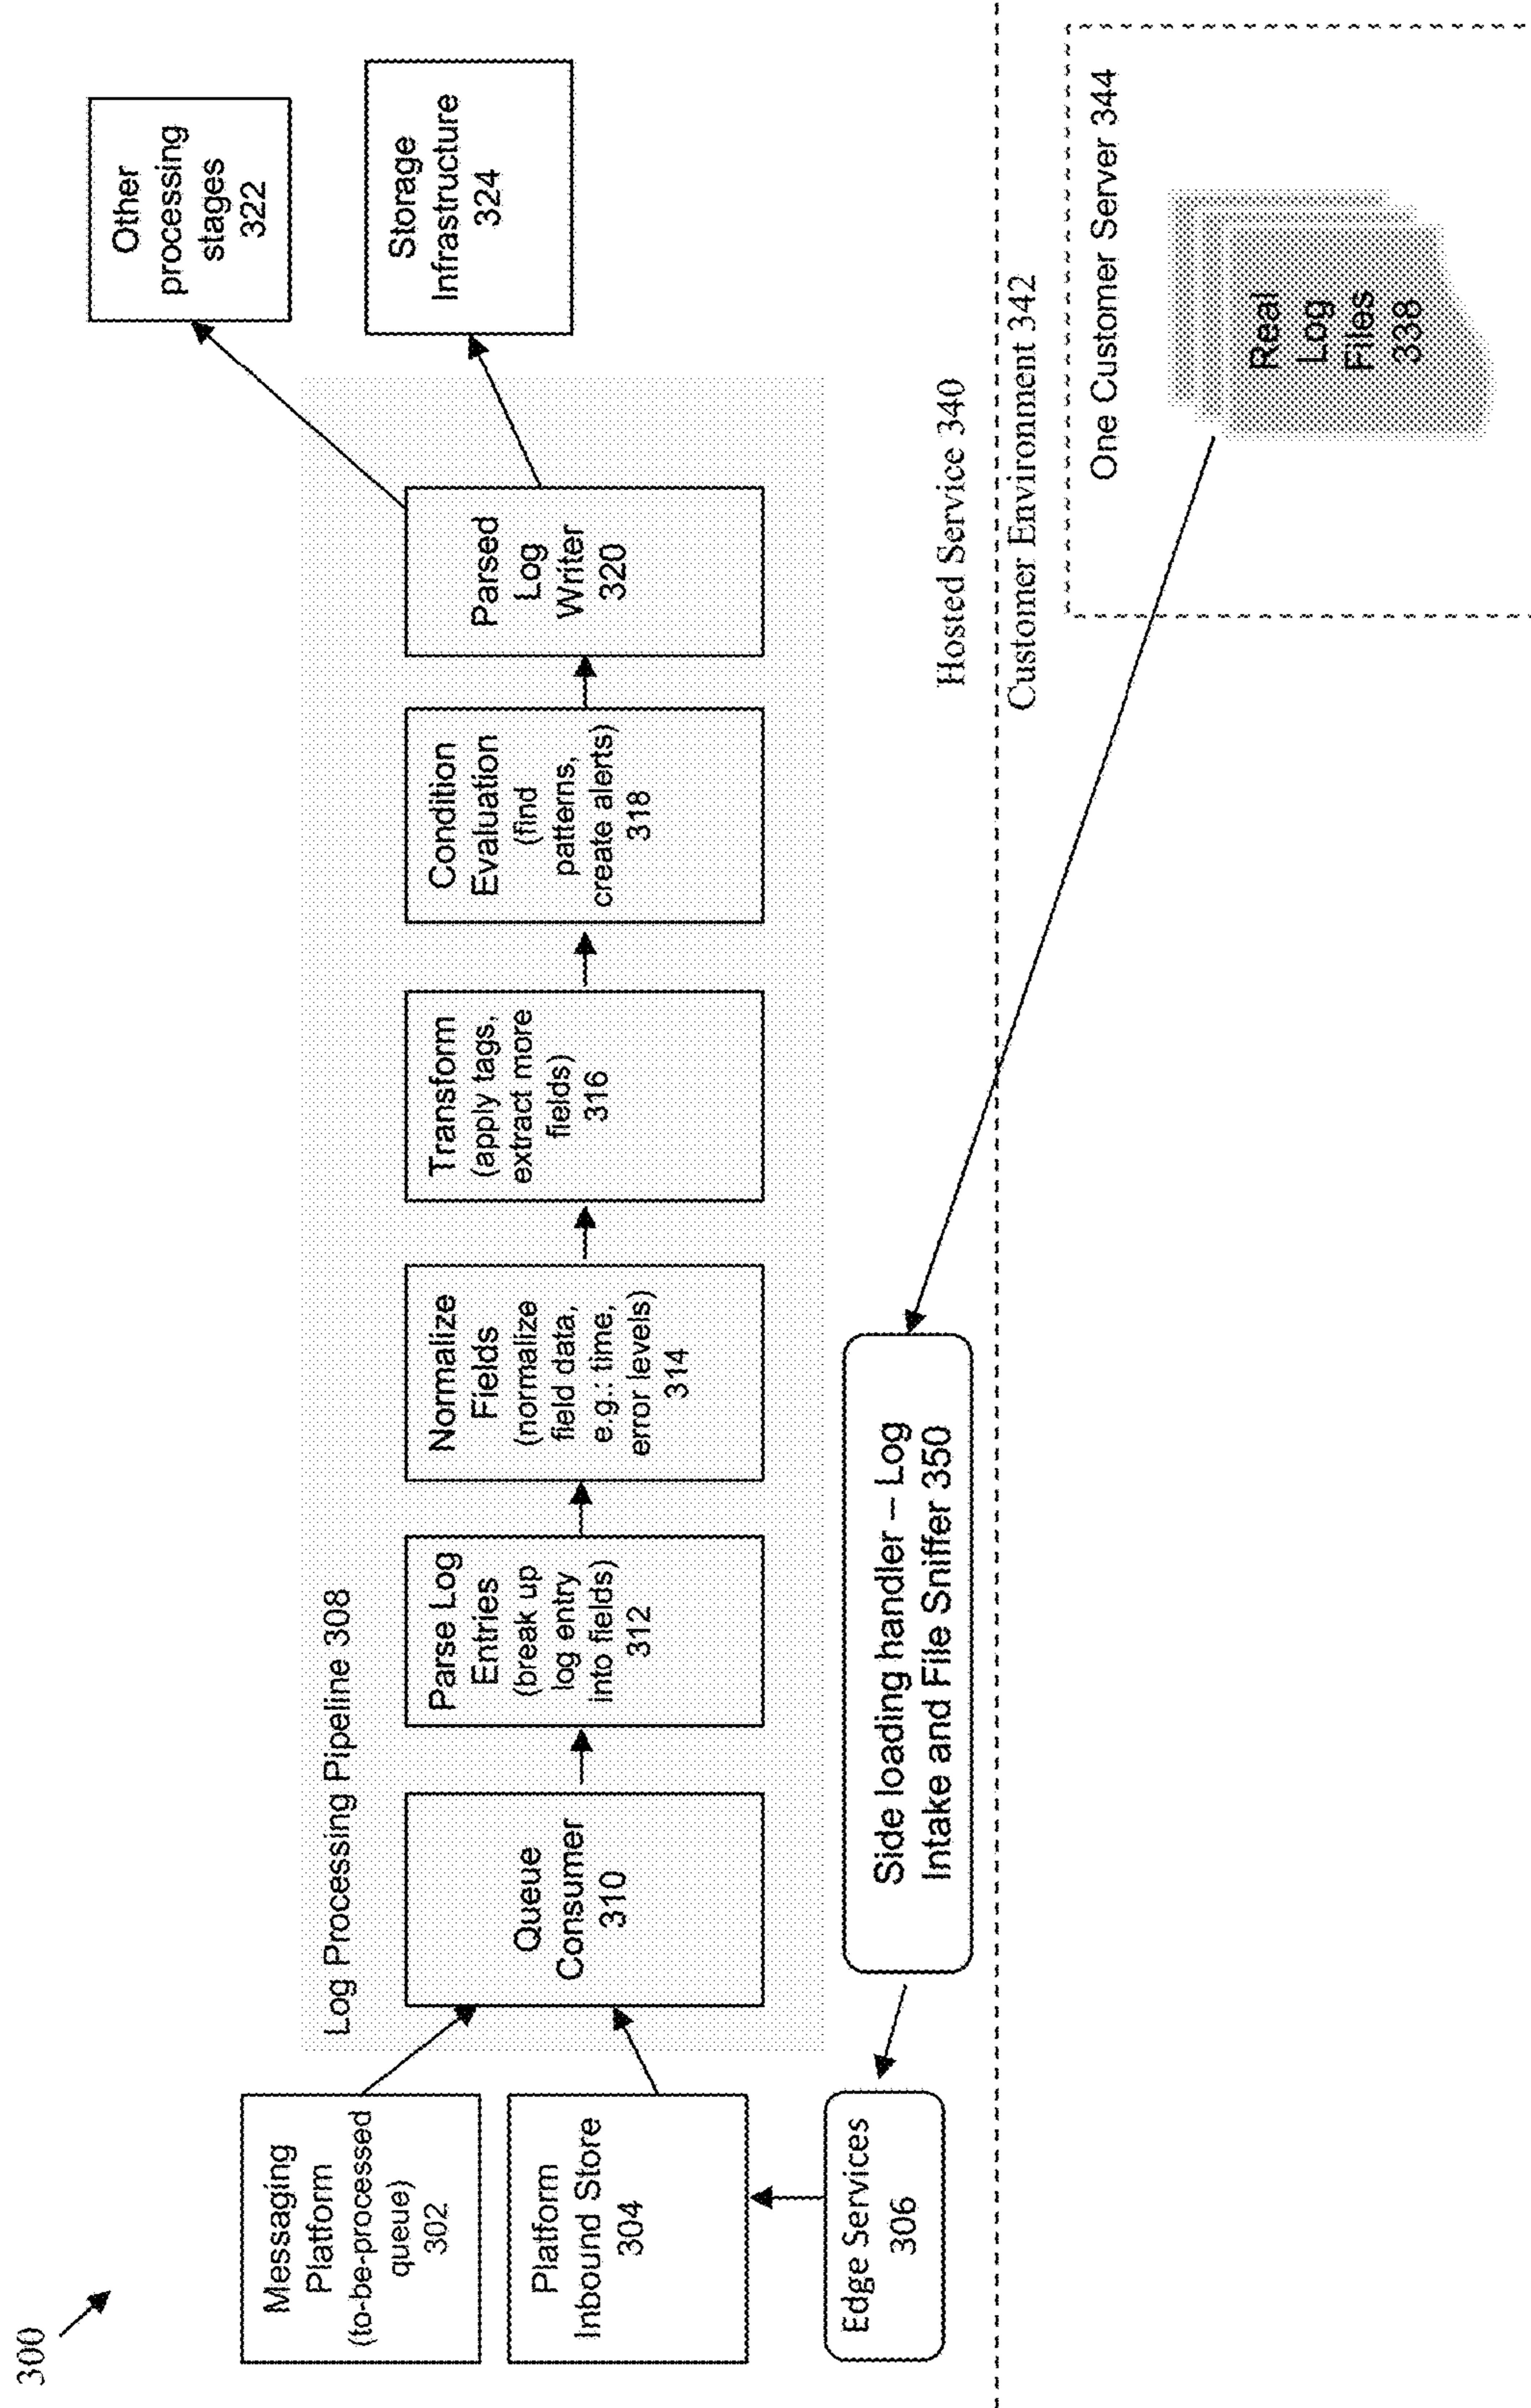 300
Messaging
Platform
(to-be-processed
queue)
302
Platform
Inbound Store
304
Edge Services
306
Log Processing Pipeline 308
Queue
Consumer
310
Parse Log
Entries
(break up
log entry
into fields)
312
Normalize
Fields
(normalize
field data,
e.g.: time,
error levels)
314
Transform
(apply tags,
extract more
fields)
316
Condition
Evaluation
(find
patterns,
create alerts)
318
Parsed
Log
Writer
320
Other
processing
stages
322
Storage
Infrastructure
324
Side loading handler – Log
Intake and File Sniffer 350
Hosted Service 340
Customer Environment 342
One Customer Server 344
Real
Log
Files
338